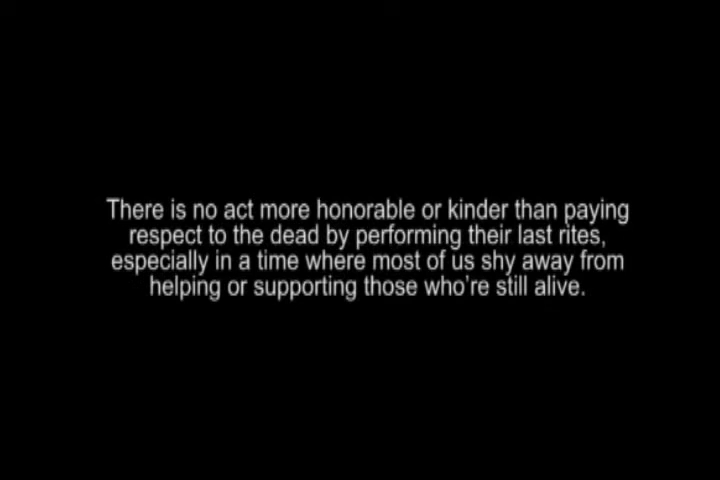 There is no act more honorable or kinder than paying
respect to the dead by performing their last rites,
especially in a time where most of us shy away from
helping or supporting those who're still alive.